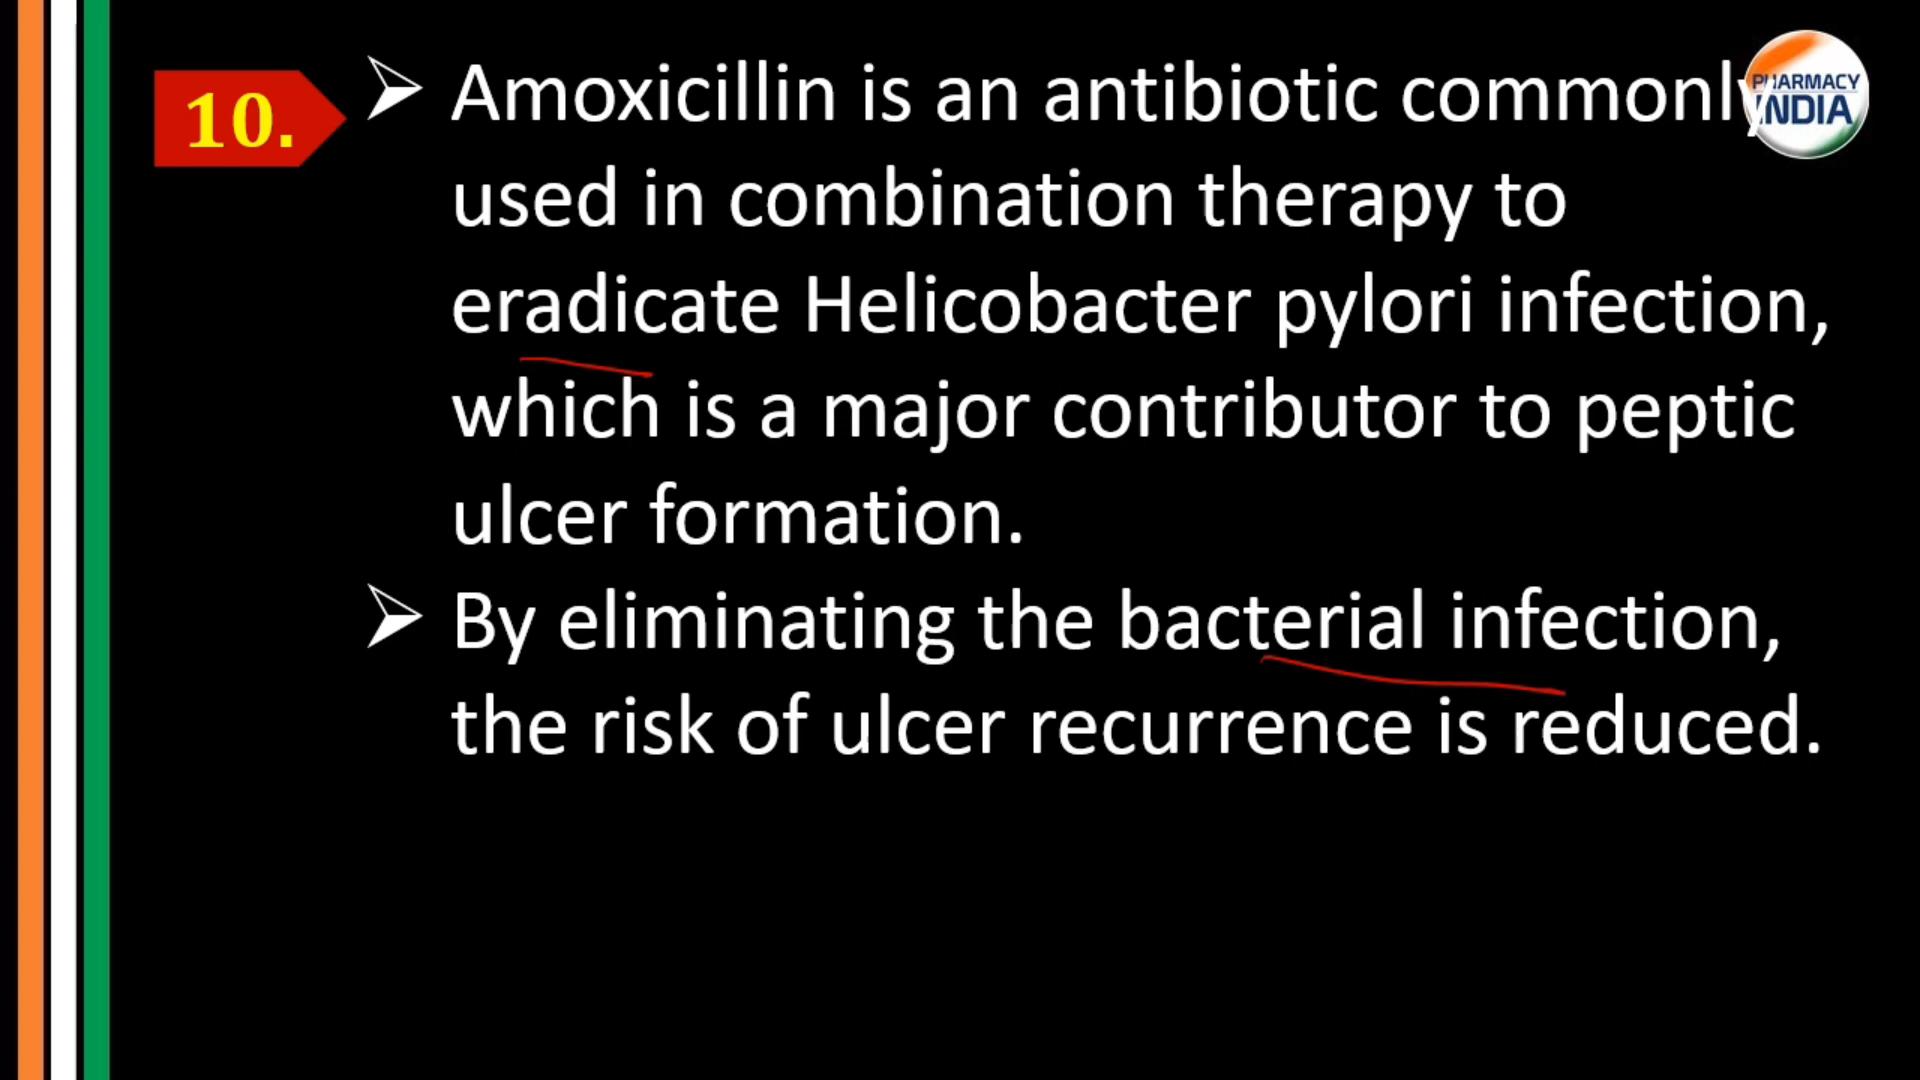 10.
Amoxicillin is an antibiotic commonly
used in combination therapy to
eradicate Helicobacter pylori infection,
which is a major contributor to peptic
ulcer formation.
By eliminating the bacterial infection,
the risk of ulcer recurrence is reduced.
PHARMACY
INDIA